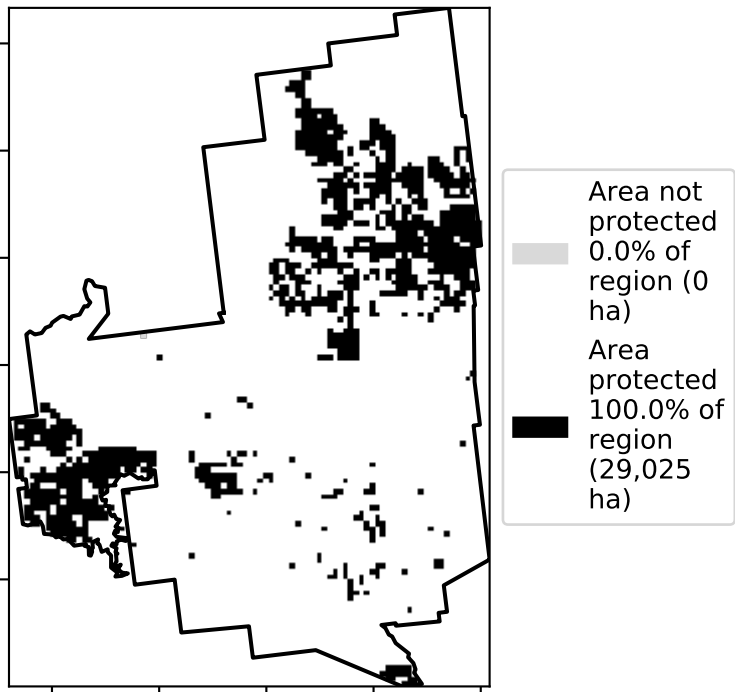 Area not
protected
0.0% of
region (0
ha)
Area
protected
100.0% of
region
(29,025
ha)